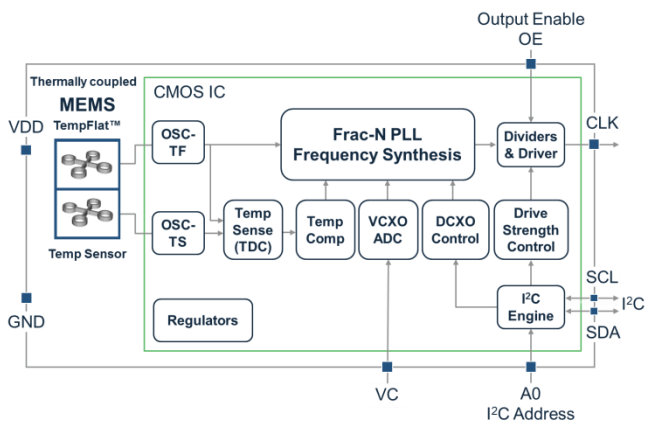 Output Enable
OE
Thermally coupled
MEMS
TempFlat™
CMOS IC
VDD
CLK
OSC-
TF
Frac-N PLL
Frequency Synthesis
Dividers
& Driver
OSC-
TS
Temp
Sense
(TDC)
Temp
Comp
VCXO
ADC
DCXO
Control
Drive
Strength
Control
Temp Sensor
SCL
I²C
SDA
I²C
Engine
GND
Regulators
VC
A0
I²C Address